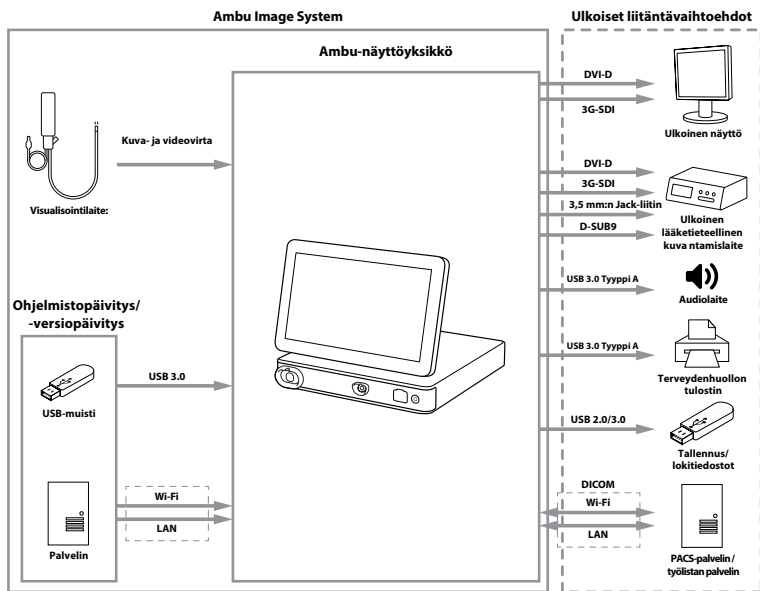 Ambu Image System
Ulkoiset liitäntävaihtoehdot
Ambu-näyttöyksikkö
Kuva- ja videovirta
Visualisointilaite:
Ohjelmistopäivitys/
-versiopäivitys
USB 3.0
USB-muisti
Wi-Fi
LAN
Palvelin
DVI-D
3G-SDI
Ulkoinen näyttö
DVI-D
3G-SDI
3,5 mm:n Jack-liitin
D-SUB9
Ulkoinen
lääketieteellinen
kuva ntamislaite
USB 3.0 Tyyppi A
Audiolaite
USB 3.0 Tyyppi A
Terveydenhuollon
tulostin
USB 2.0/3.0
Tallennus/
lokitiedostot
DICOM
Wi-Fi
LAN
PACS-palvelin/
työlistan palvelin